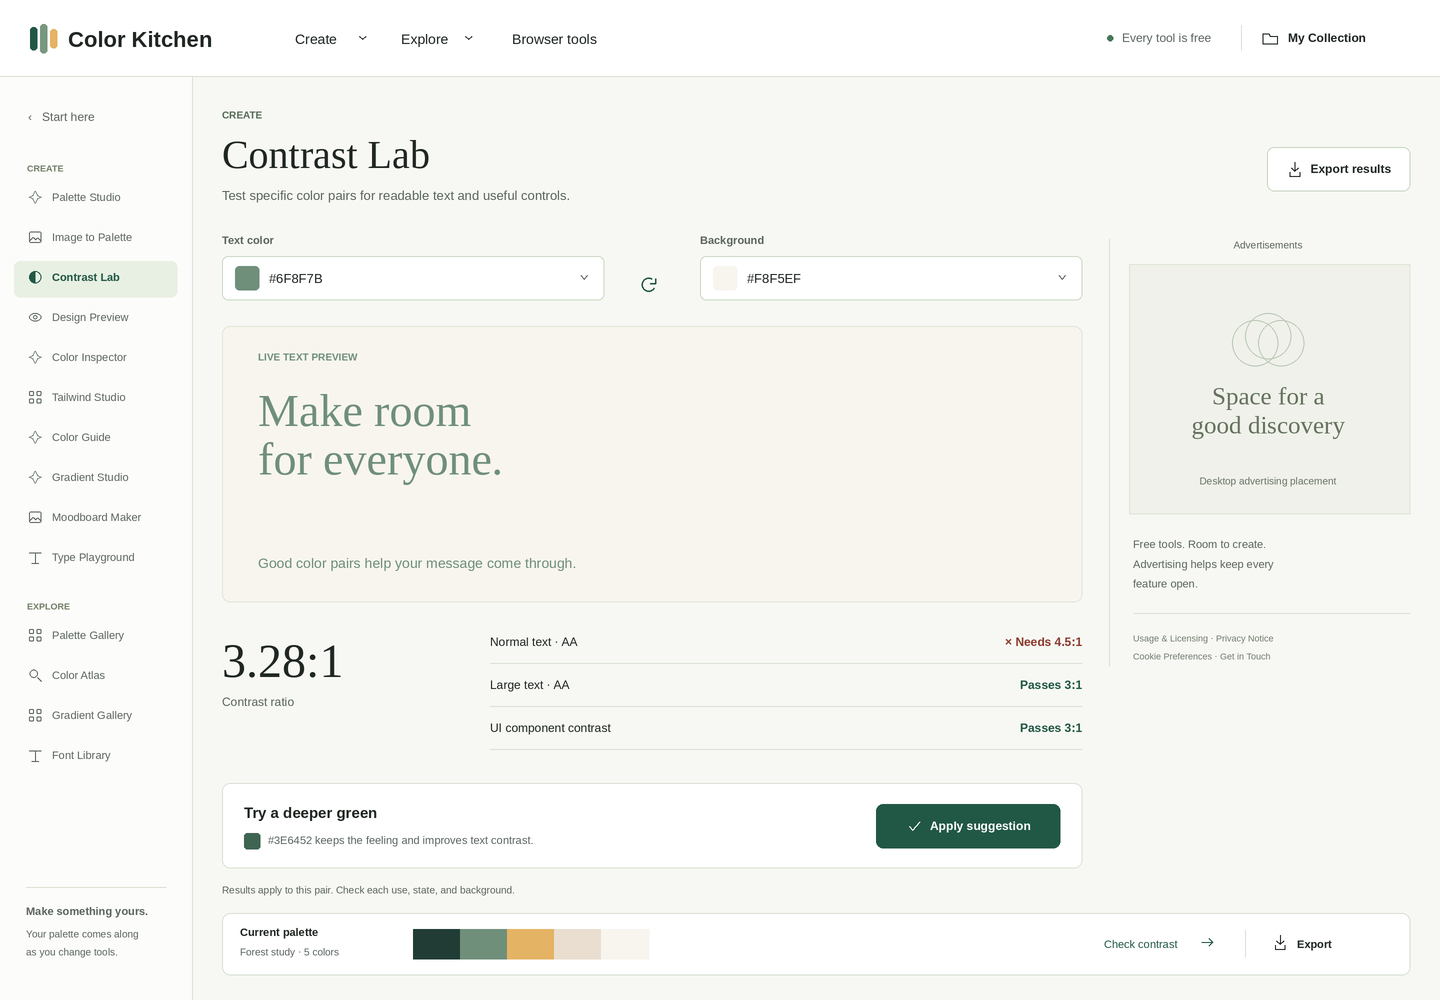 Color Kitchen
Create
Explore
Browser tools
Every tool is free
My Collection
‹ Start here
CREATE
Palette Studio
Image to Palette
Contrast Lab
Design Preview
Color Inspector
Tailwind Studio
Color Guide
Gradient Studio
Moodboard Maker
Type Playground
EXPLORE
Palette Gallery
Color Atlas
Gradient Gallery
Font Library
Make something yours.
Your palette comes along
as you change tools.
CREATE
Contrast Lab
Test specific color pairs for readable text and useful controls.
Export results
Text color
#6F8F7B
Background
#F8F5EF
LIVE TEXT PREVIEW
Make room
for everyone.
Good color pairs help your message come through.
3.28:1
Contrast ratio
Normal text · AA
× Needs 4.5:1
Large text · AA
Passes 3:1
UI component contrast
Passes 3:1
Try a deeper green
#3E6452 keeps the feeling and improves text contrast.
Apply suggestion
Results apply to this pair. Check each use, state, and background.
Advertisements
Space for a
good discovery
Desktop advertising placement
Free tools. Room to create.
Advertising helps keep every
feature open.
Usage & Licensing · Privacy Notice
Cookie Preferences · Get in Touch
Current palette
Forest study · 5 colors
Check contrast
Export